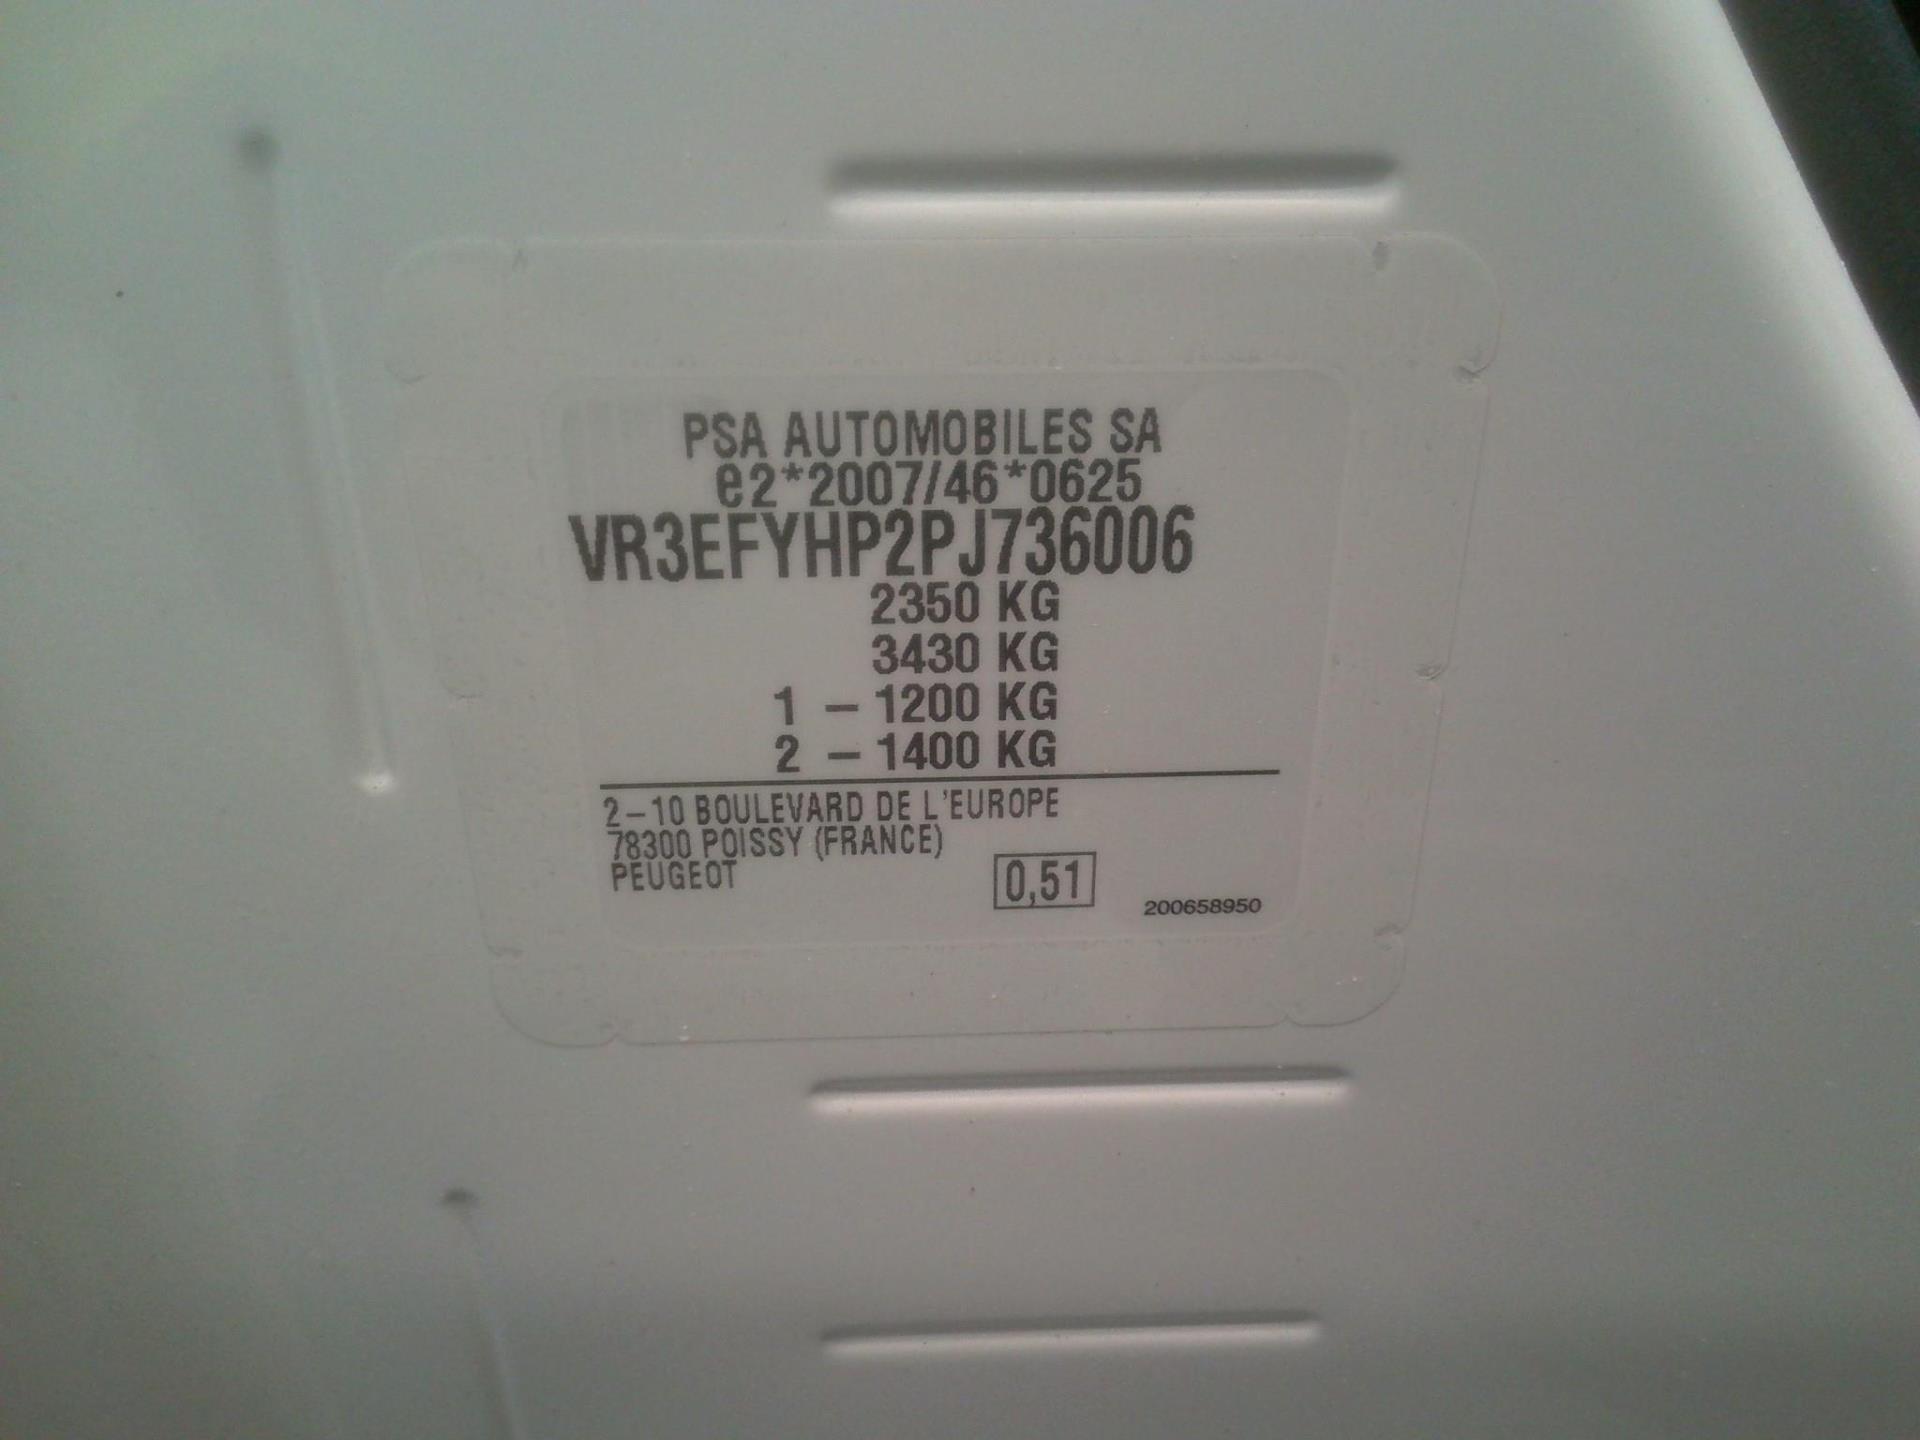 PSA AUTOMOBILES SA
e2*2007/46*0625
VR3EFYHP2PJ736006
2350 KG
3430 KG
1 – 1200 KG
2 – 1400 KG
2–10 BOULEVARD DE L'EUROPE
78300 POISSY (FRANCE)
PEUGEOT
0,51
200658950